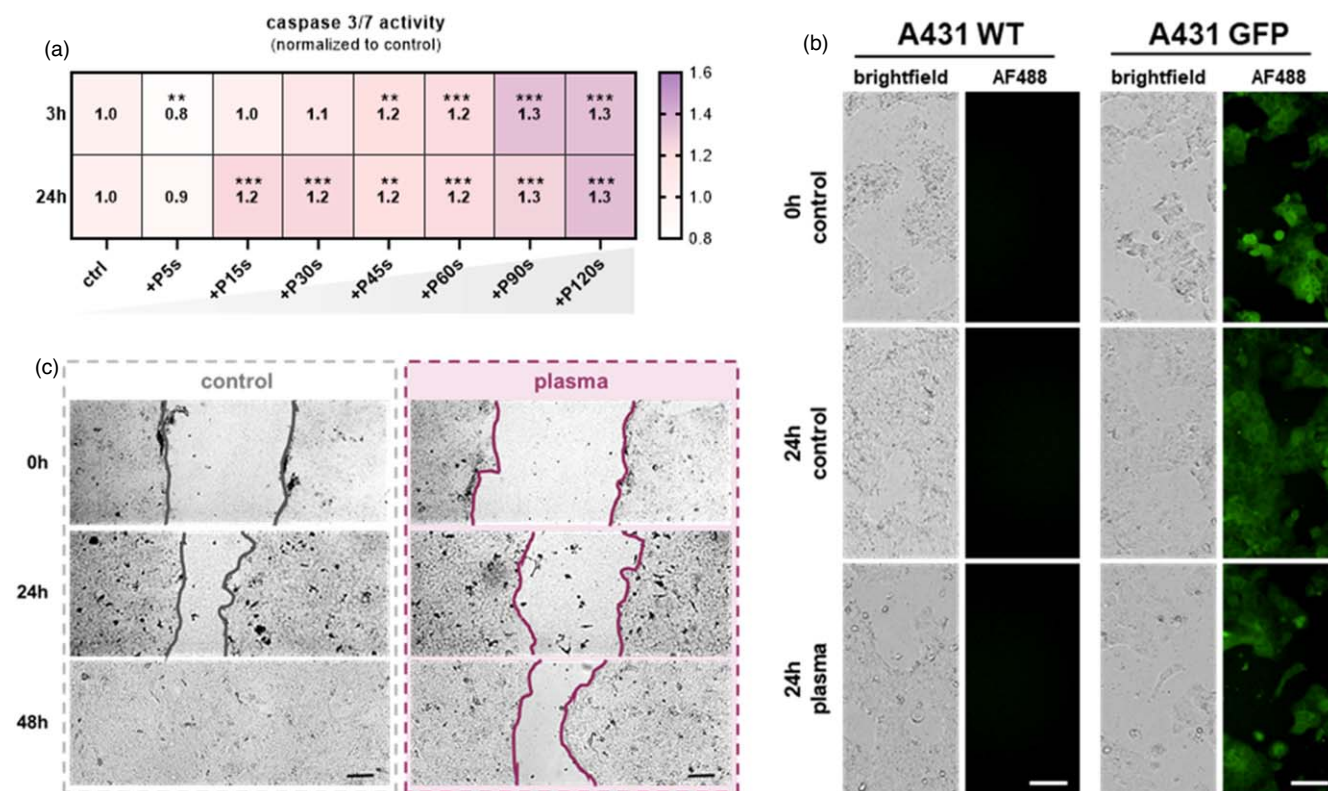 (a)
caspase 3/7 activity
(normalized to control)
3h
1.0
**
0.8
1.0
1.1
**
1.2
***
1.2
***
1.3
***
1.3
24h
1.0
0.9
***
1.2
***
1.2
**
1.2
***
1.2
***
1.3
***
1.3
ctrl
+P5s
+P15s
+P30s
+P45s
+P60s
+P90s
+P120s
1.6
1.4
1.2
1.0
0.8
(b)
A431 WT
A431 GFP
brightfield
AF488
brightfield
AF488
0h
control
24h
control
24h
plasma
(c)
control
plasma
0h
24h
48h